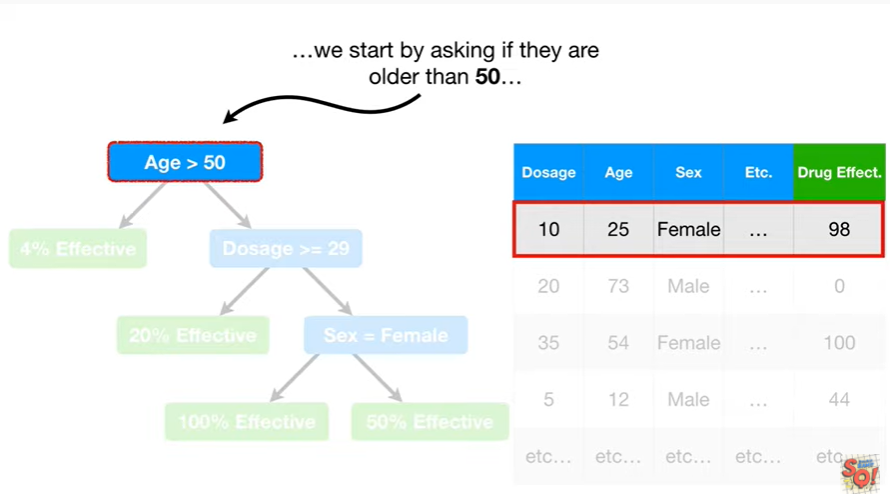 …we start by asking if they are
older than 50…
Age > 50
4% Effective
Dosage >= 29
20% Effective
Sex = Female
100% Effective
50% Effective
Dosage Age Sex Etc. Drug Effect.
10 25 Female … 98
20 73 Male … 0
35 54 Female … 100
5 12 Male … 44
etc… etc… etc… etc… etc…
SQ!